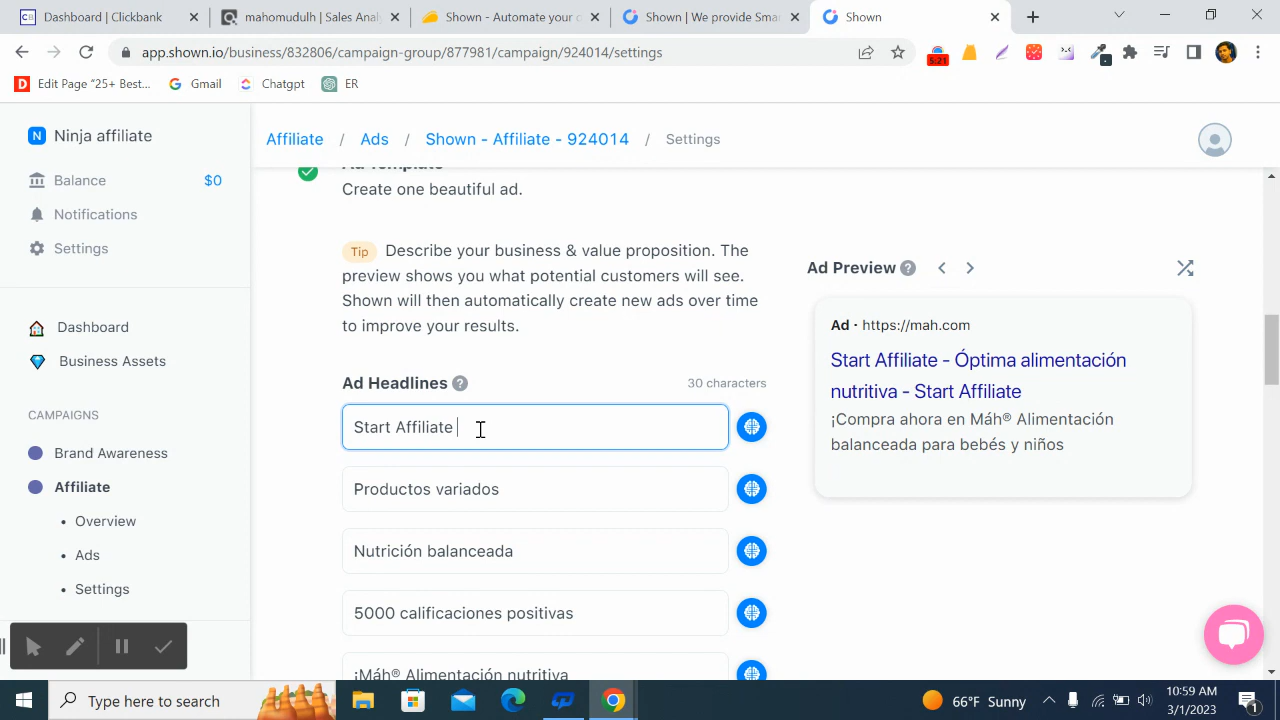 Dashboard | Clickbank
mahomudulh | Sales Anal
Shown - Automate your o
Shown | We provide Smar
Shown
app.shown.io/business/832806/campaign-group/877981/campaign/924014/settings
5:21
Edit Page “25+ Best...
Gmail
Chatgpt
ER
N
Ninja affiliate
Affiliate / Ads / Shown - Affiliate - 924014 / Settings
Balance
$0
Notifications
Settings
Dashboard
Business Assets
CAMPAIGNS
Brand Awareness
Affiliate
Overview
Ads
Settings
Ad Template
Create one beautiful ad.
Tip Describe your business & value proposition. The
preview shows you what potential customers will see.
Shown will then automatically create new ads over time
to improve your results.
Ad Headlines ?
30 characters
Start Affiliate
Productos variados
Nutrición balanceada
5000 calificaciones positivas
¡Máh® Alimentación nutritiva
Ad Preview ?
Ad · https://mah.com
Start Affiliate - Óptima alimentación
nutritiva - Start Affiliate
¡Compra ahora en Máh® Alimentación
balanceada para bebés y niños
Type here to search
66°F Sunny
10:59 AM
3/1/2023
1